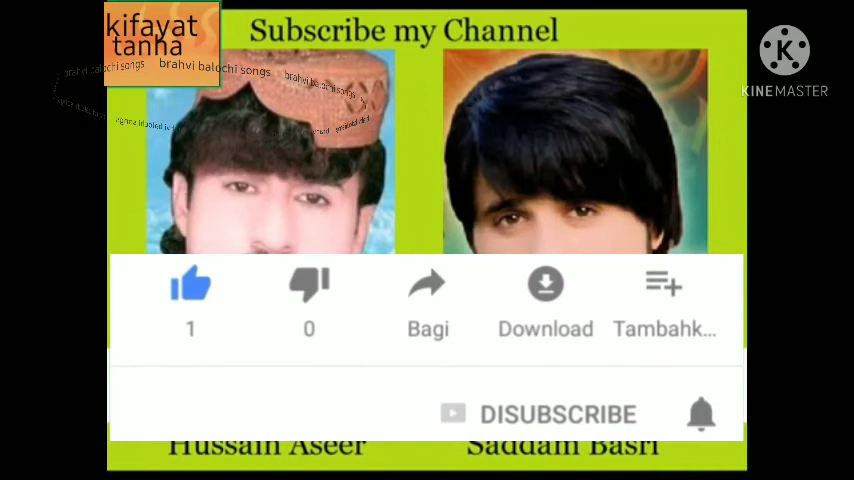 Subscribe my Channel
kifayat
tanha
brahvi balochi songs brahvi balochi songs brahvi balochi songs
KINEMASTER
1
0
Bagi
Download
Tambahk...
DISUBSCRIBE
Hussain Aseer
Saddam Basri